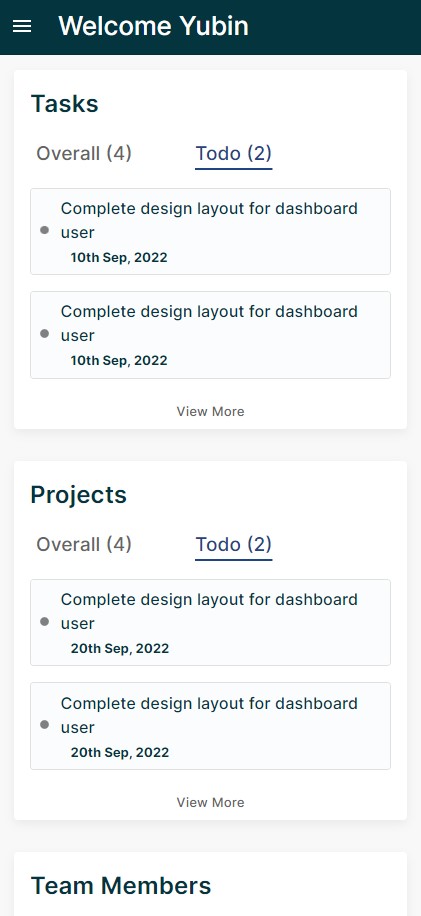 Welcome Yubin
Tasks
Overall (4)
Todo (2)
Complete design layout for dashboard
user
10th Sep, 2022
Complete design layout for dashboard
user
10th Sep, 2022
View More
Projects
Overall (4)
Todo (2)
Complete design layout for dashboard
user
20th Sep, 2022
Complete design layout for dashboard
user
20th Sep, 2022
View More
Team Members